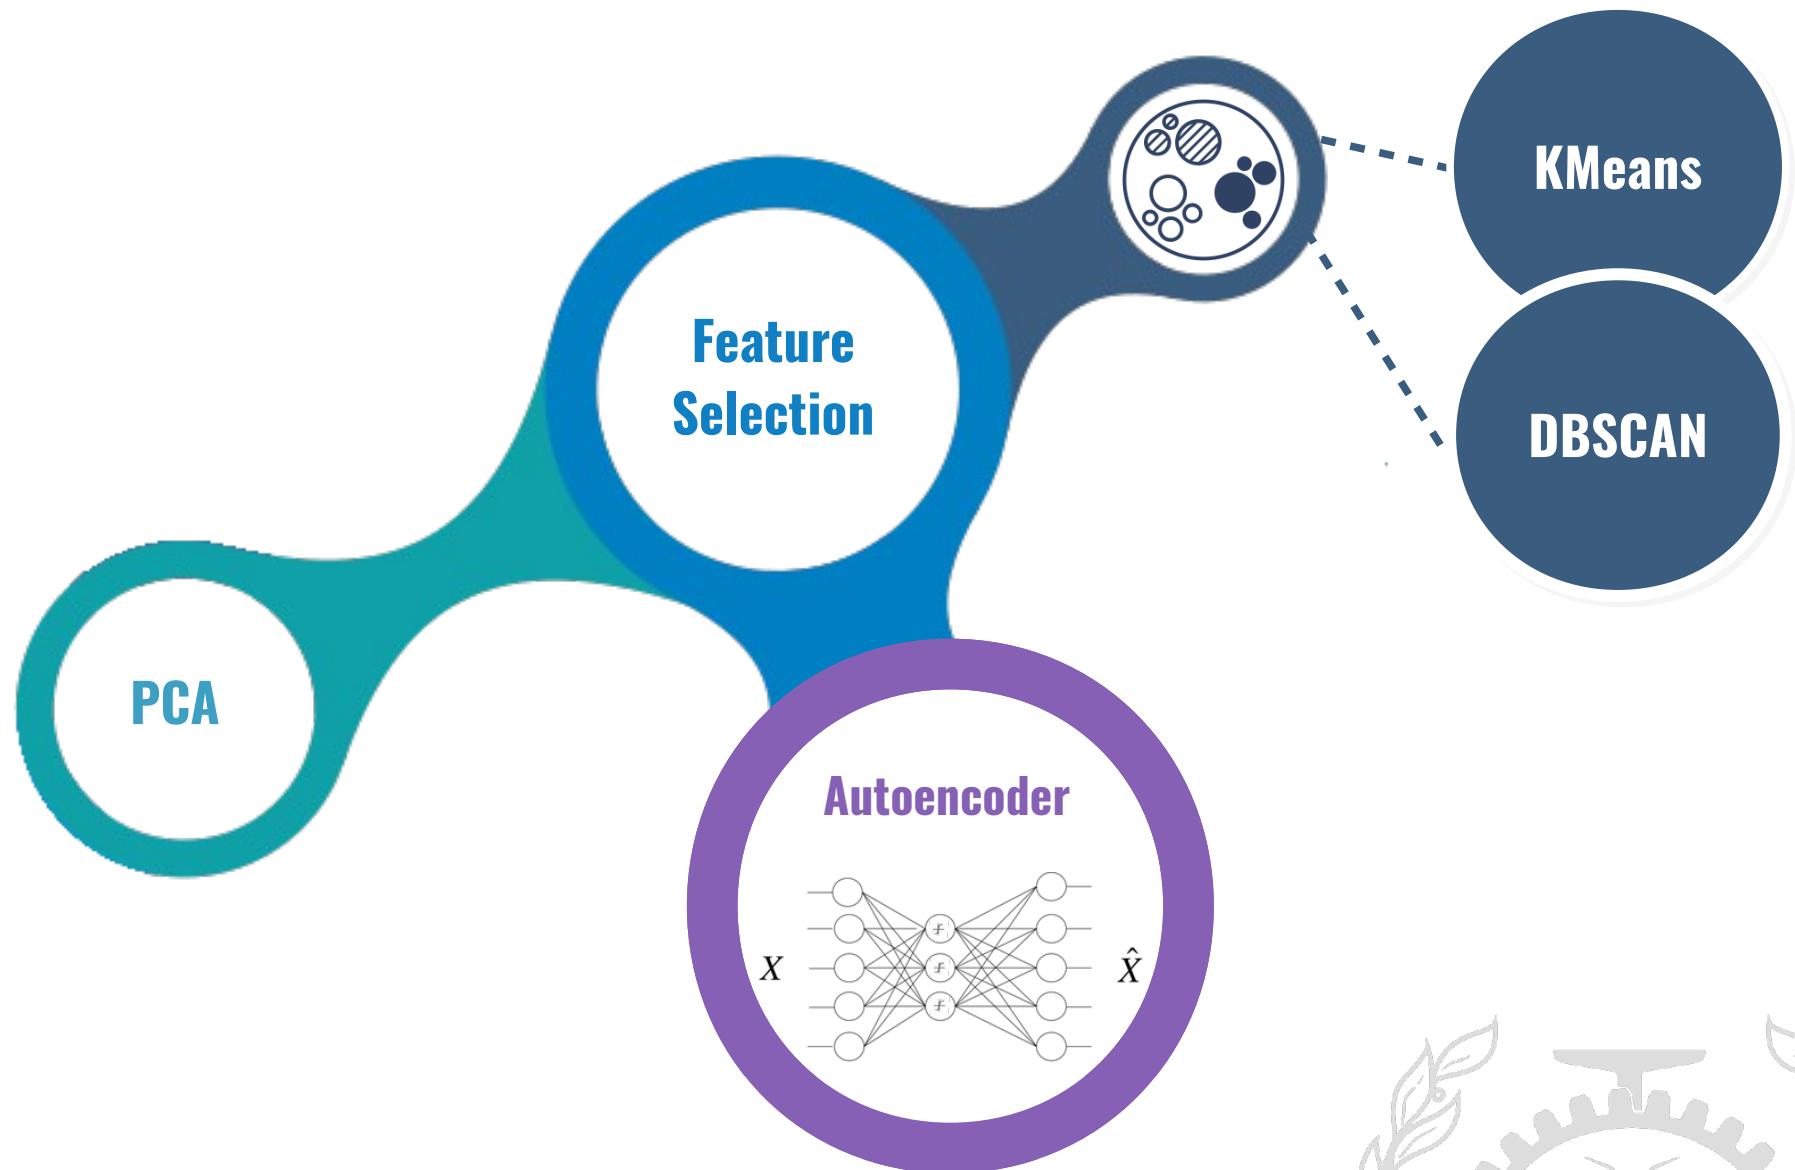 KMeans
Feature
Selection
DBSCAN
PCA
Autoencoder
X
X̂